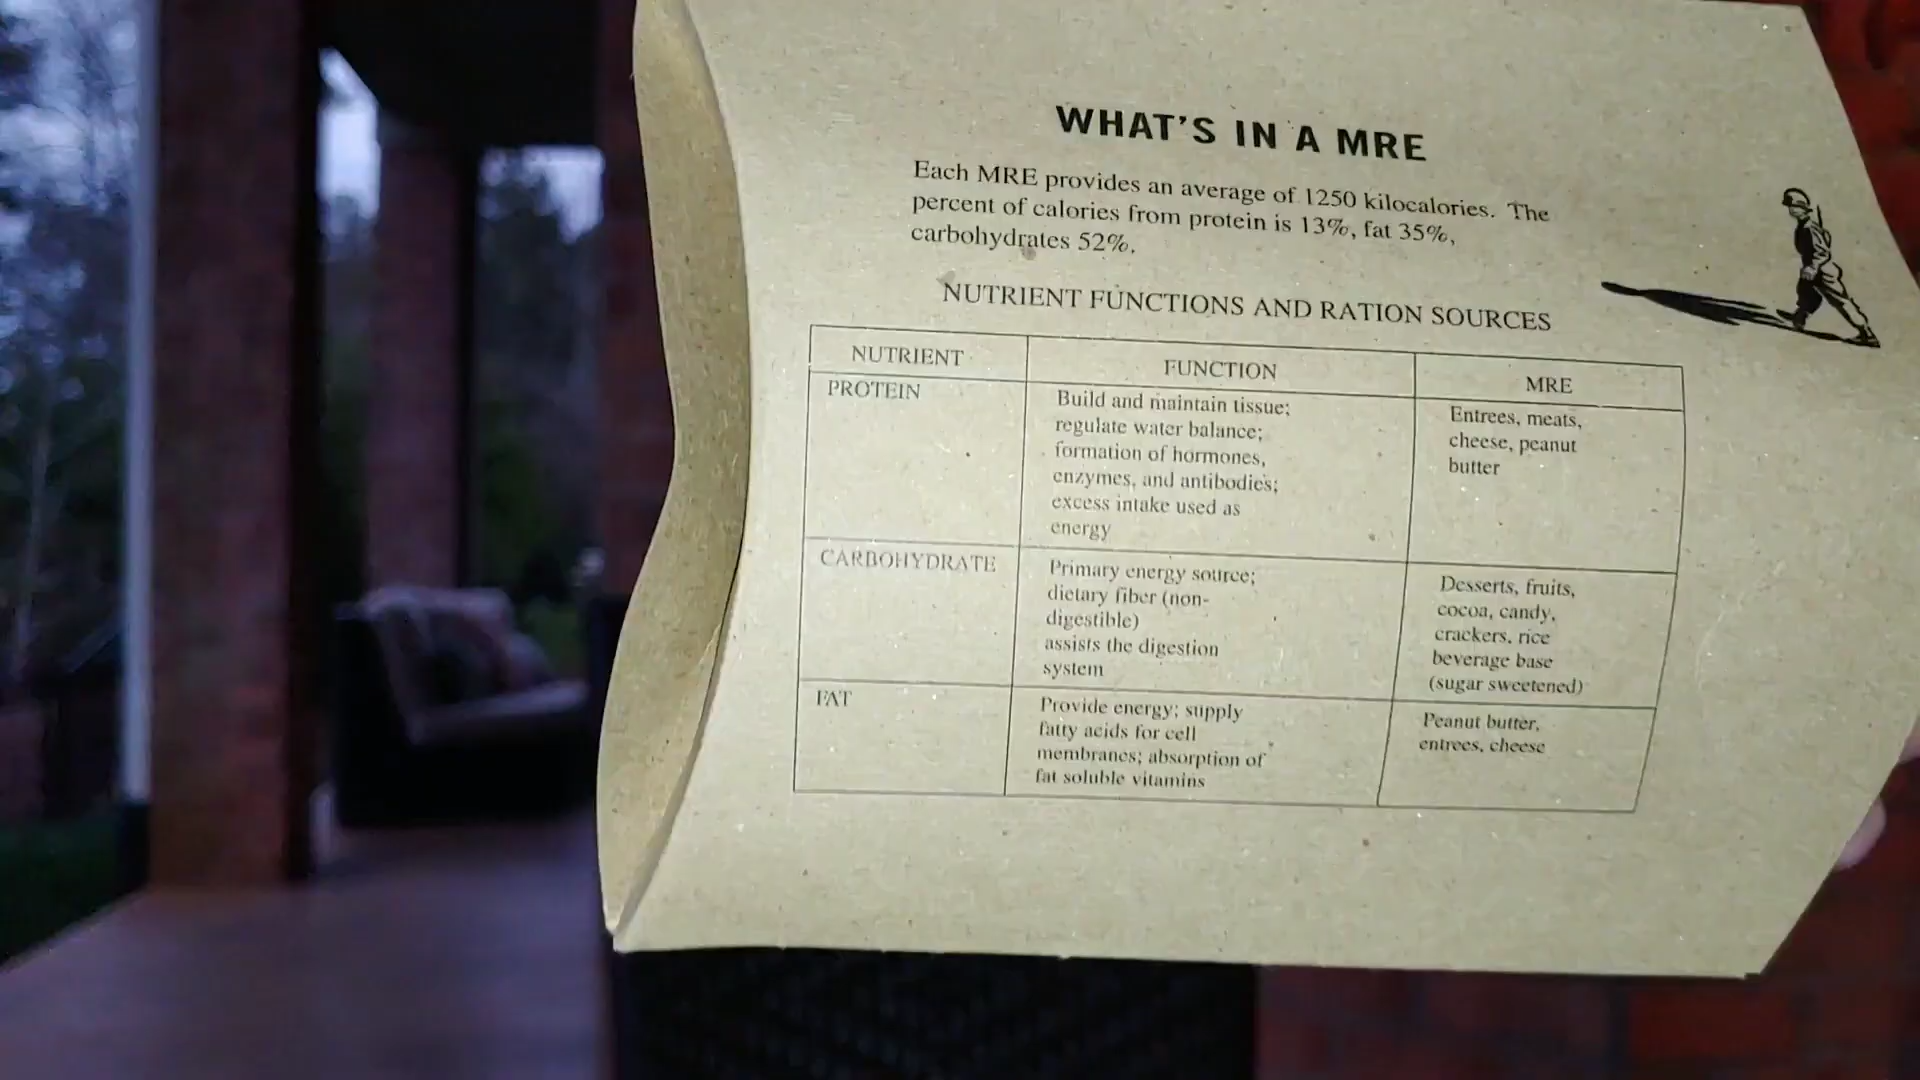 WHAT'S IN A MRE
Each MRE provides an average of 1250 kilocalories. The
percent of calories from protein is 13%, fat 35%,
carbohydrates 52%.
NUTRIENT FUNCTIONS AND RATION SOURCES
NUTRIENT
FUNCTION
MRE
PROTEIN
Build and maintain tissue;
regulate water balance;
formation of hormones,
enzymes, and antibodies;
excess intake used as
energy
Entrees, meats,
cheese, peanut
butter
CARBOHYDRATE
Primary energy source;
dietary fiber (non-
digestible)
assists the digestion
system
Desserts, fruits,
cocoa, candy,
crackers, rice
beverage base
(sugar sweetened)
FAT
Provide energy; supply
fatty acids for cell
membranes; absorption of
fat soluble vitamins
Peanut butter,
entrees, cheese